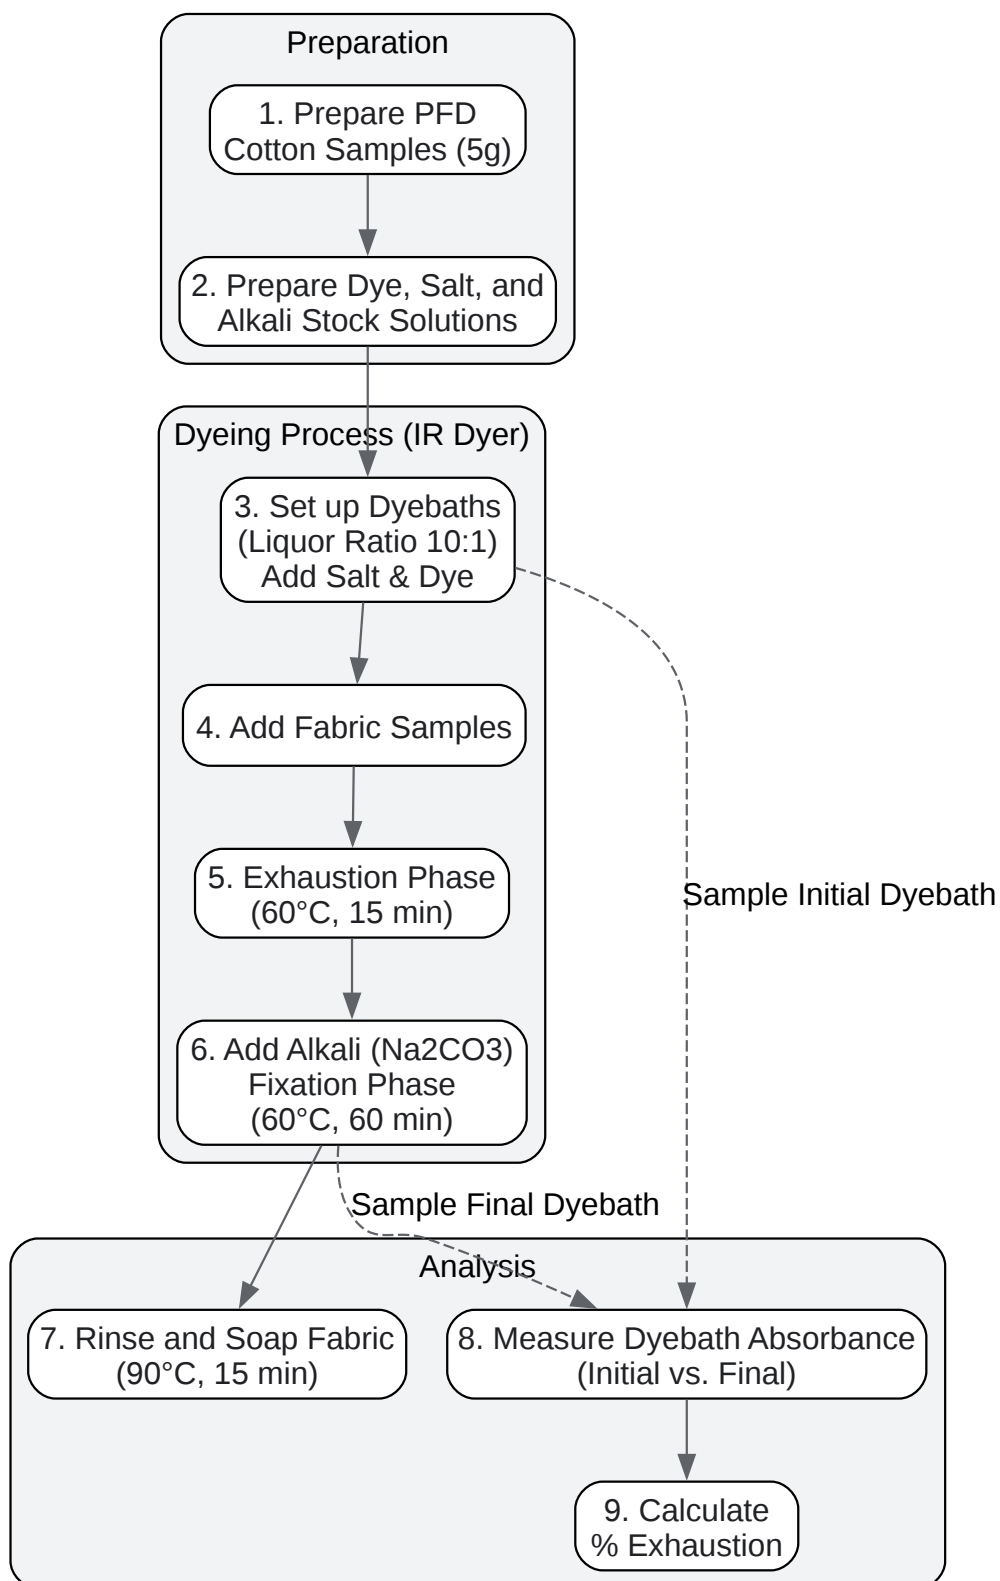 Preparation
1. Prepare PFD
Cotton Samples (5g)
2. Prepare Dye, Salt, and
Alkali Stock Solutions
Dyeing Process (IR Dyer)
3. Set up Dyebaths
(Liquor Ratio 10:1)
Add Salt & Dye
4. Add Fabric Samples
5. Exhaustion Phase
(60°C, 15 min)
Sample Initial Dyebath
6. Add Alkali (Na2CO3)
Fixation Phase
(60°C, 60 min)
Sample Final Dyebath
Analysis
7. Rinse and Soap Fabric
(90°C, 15 min)
8. Measure Dyebath Absorbance
(Initial vs. Final)
9. Calculate
% Exhaustion